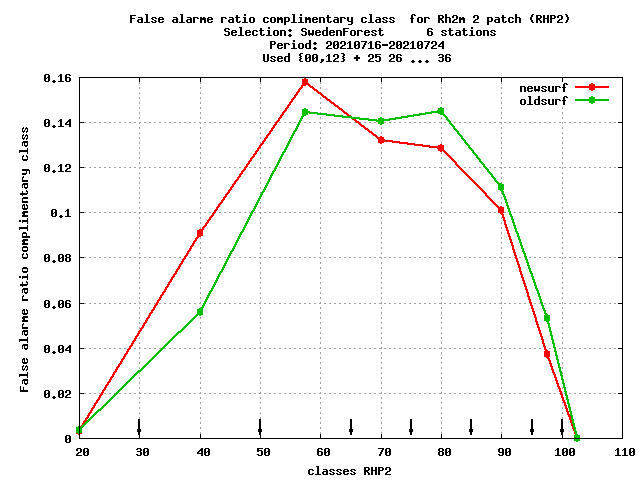 False alarme ratio complimentary class  for Rh2m 2 patch (RHP2)
Selection: SwedenForest      6 stations
Period: 20210716-20210724
Used {00,12} + 25 26 ... 36
newsurf
oldsurf
False alarme ratio complimentary class
0.16
0.14
0.12
0.1
0.08
0.06
0.04
0.02
0
20 30 40 50 60 70 80 90 100 110
classes RHP2